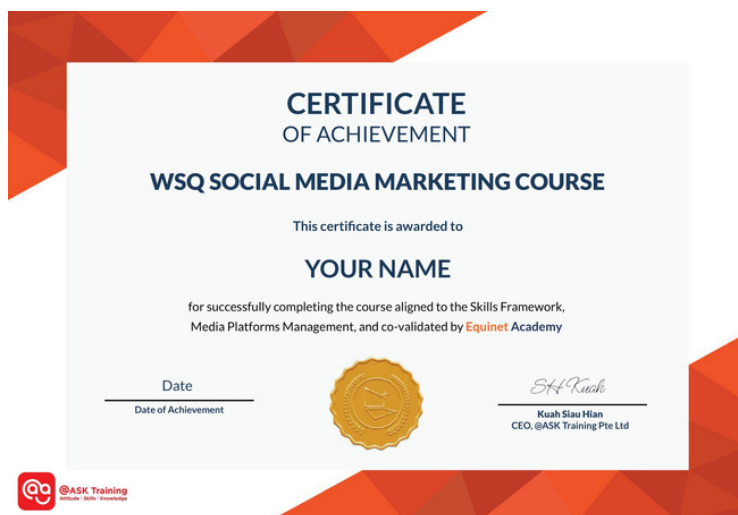 CERTIFICATE
OF ACHIEVEMENT
WSQ SOCIAL MEDIA MARKETING COURSE
This certificate is awarded to
YOUR NAME
for successfully completing the course aligned to the Skills Framework,
Media Platforms Management, and co-validated by Equinet Academy
Date
Date of Achievement
SH Kuah
Kuah Siau Hian
CEO, @ASK Training Pte Ltd
@ASK Training
Attitude | Skills | Knowledge